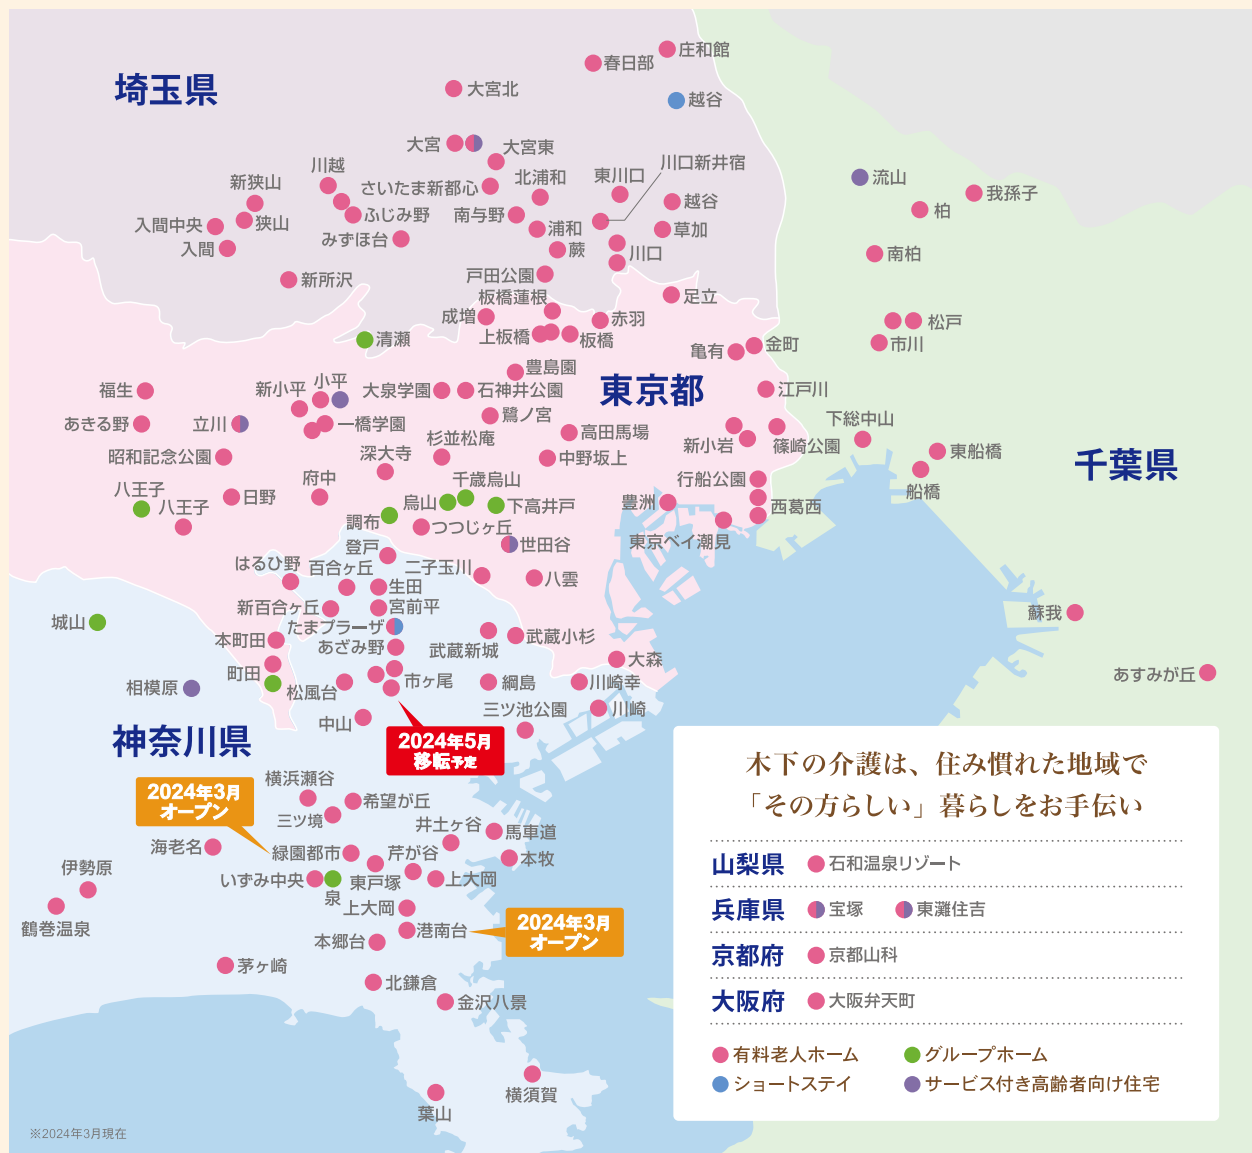 埼玉県
春日部
庄和館
大宮北
越谷
大宮
大宮東
川口新井宿
川越
さいたま新都心
北浦和
東川口
新狭山
狭山
入間中央
入間
ふじみ野
みずほ台
南与野
浦和
蕨
越谷
草加
川口
戸田公園
新所沢
流山
柏
我孫子
南柏
松戸
市川
板橋蓮根
成増
上板橋
板橋
赤羽
足立
清瀬
亀有
金町
豊島園
東京都
福生
新小平
小平
大泉学園
石神井公園
江戸川
あきる野
立川
一橋学園
鷺ノ宮
高田馬場
新小岩
篠崎公園
下総中山
杉並松庵
深大寺
中野坂上
昭和記念公園
東船橋
船橋
千葉県
八王子
八王子
日野
府中
千歳烏山
烏山
下高井戸
行船公園
豊洲
西葛西
調布
つつじヶ丘
東京ベイ潮見
登戸
世田谷
はるひ野
百合ヶ丘
二子玉川
八雲
生田
新百合ヶ丘
宮前平
城山
たまプラーザ
本町田
あざみ野
武蔵新城
武蔵小杉
蘇我
大森
あすみが丘
町田
相模原
松風台
市ヶ尾
綱島
川崎幸
三ツ池公園
川崎
中山
神奈川県
2024年5月
移転予定
横浜瀬谷
2024年3月
オープン
希望が丘
三ツ境
井土ヶ谷
馬車道
海老名
緑園都市
芹が谷
本牧
伊勢原
いずみ中央
泉
東戸塚
上大岡
上大岡
鶴巻温泉
港南台
2024年3月
オープン
本郷台
茅ヶ崎
北鎌倉
金沢八景
横須賀
葉山
木下の介護は、住み慣れた地域で
「その方らしい」暮らしをお手伝い
山梨県 石和温泉リゾート
兵庫県 宝塚 東灘住吉
京都府 京都山科
大阪府 大阪弁天町
有料老人ホーム グループホーム
ショートステイ サービス付き高齢者向け住宅
※2024年3月現在